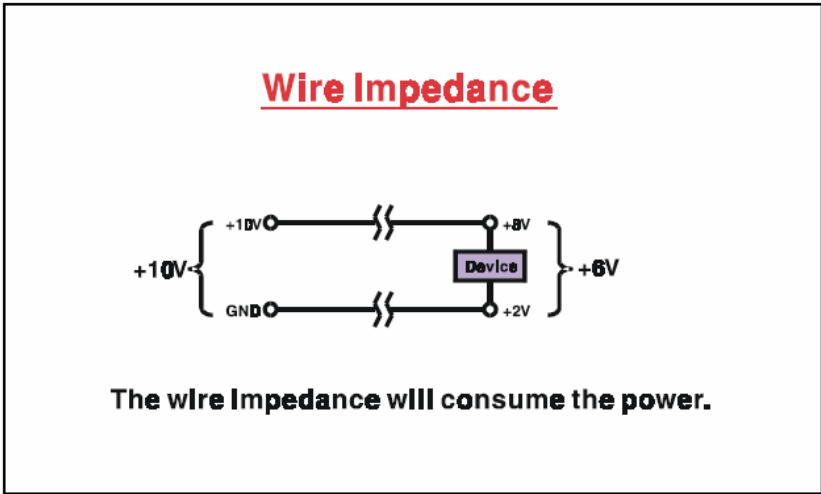 Wire Impedance
+10V
+10V
+8V
Device
+6V
GND
+2V
The wire Impedance will consume the power.